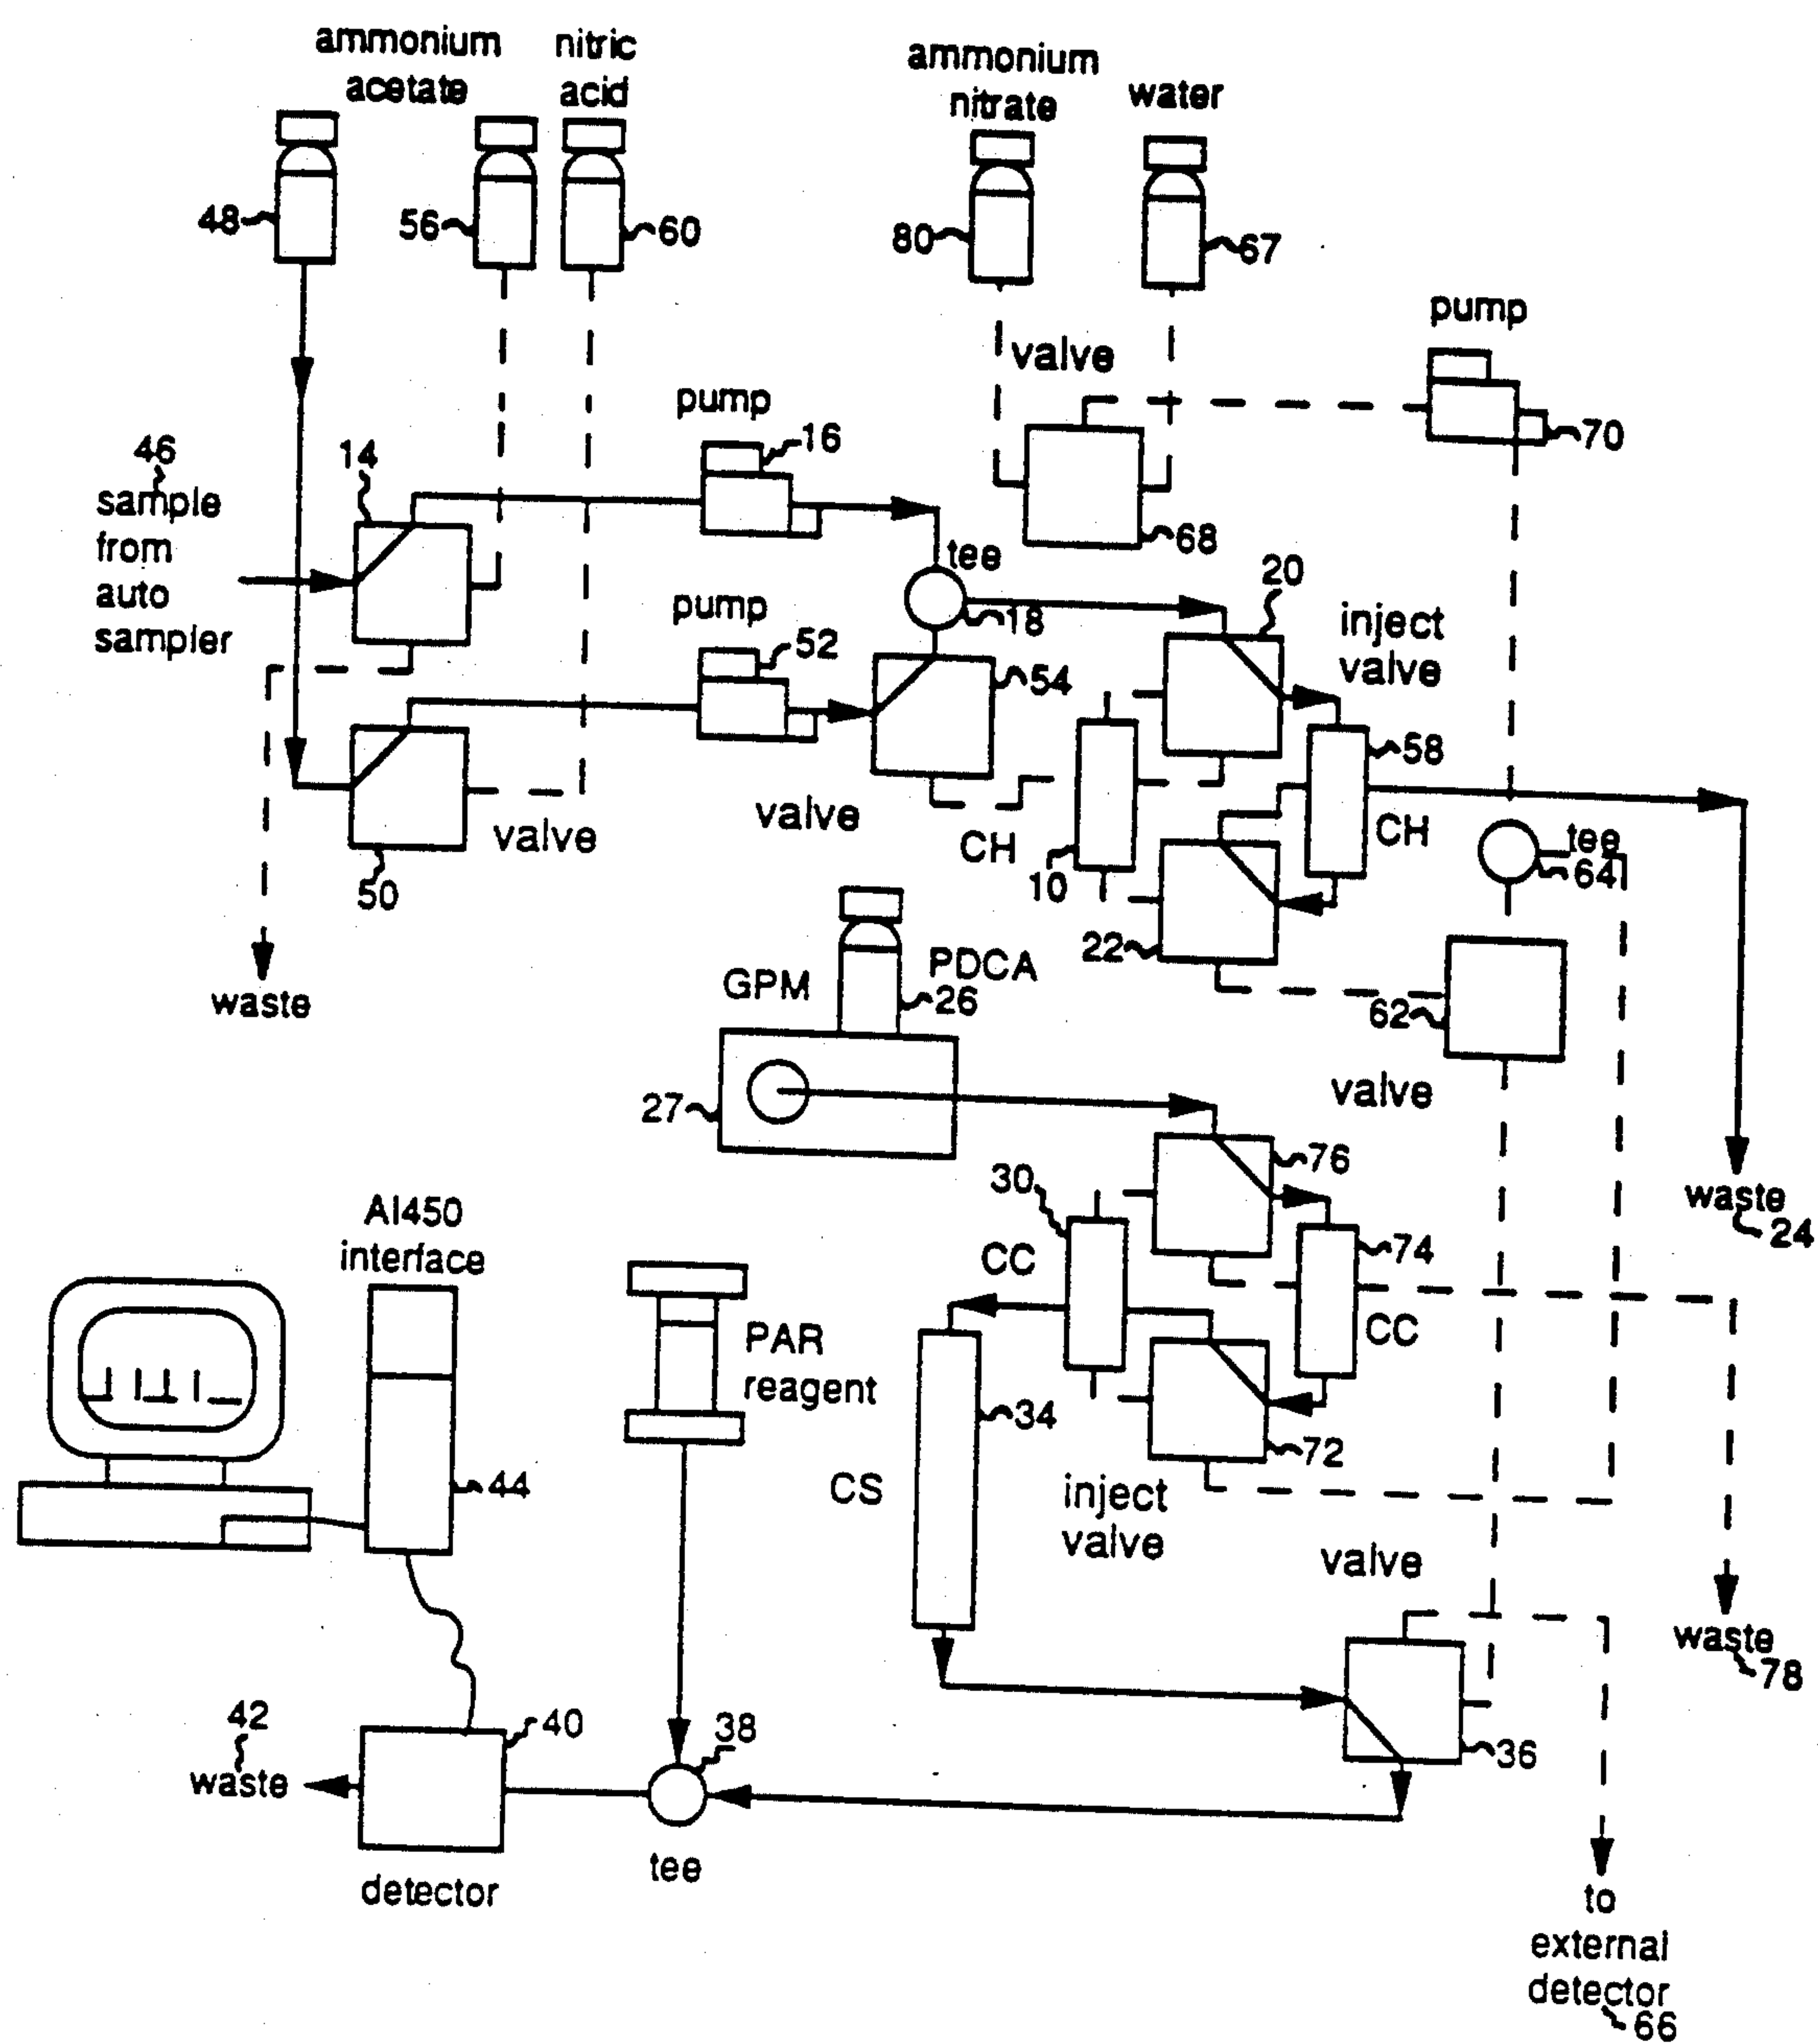 ammonium
acetate
nitric
acid
ammonium
nitrate
water
48
56
60
80
67
pump
valve
70
pump
16
46
sample
from
auto
sampler
14
68
tee
18
20
inject
valve
pump
52
54
58
valve
50
valve
CH
10
CH
tee
64
22
waste
GPM
PDCA
26
62
27
valve
76
waste
24
30
CC
74
CC
AI450
interface
PAR
reagent
34
72
CS
44
inject
valve
valve
waste
78
42
waste
40
38
36
detector
tee
to
external
detector
66